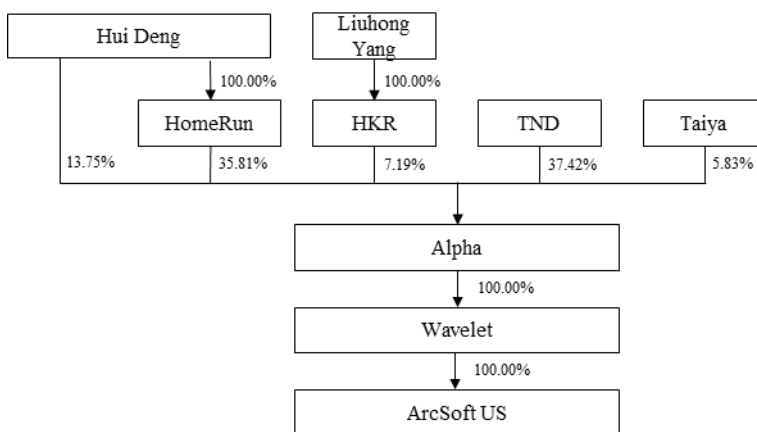 Hui Deng
Liuhong
Yang
100.00%
100.00%
HomeRun
HKR
TND
Taiya
13.75%
35.81%
7.19%
37.42%
5.83%
Alpha
100.00%
Wavelet
100.00%
ArcSoft US